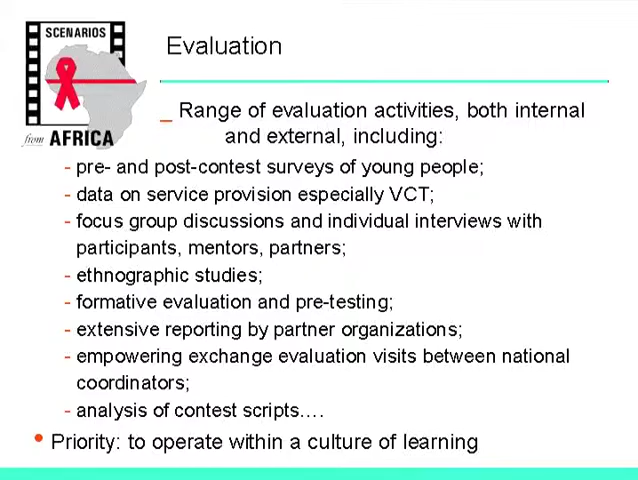 SCENARIOS
from AFRICA
Evaluation
_ Range of evaluation activities, both internal
and external, including:
- pre- and post-contest surveys of young people;
- data on service provision especially VCT;
- focus group discussions and individual interviews with
participants, mentors, partners;
- ethnographic studies;
- formative evaluation and pre-testing;
- extensive reporting by partner organizations;
- empowering exchange evaluation visits between national
coordinators;
- analysis of contest scripts....
• Priority: to operate within a culture of learning